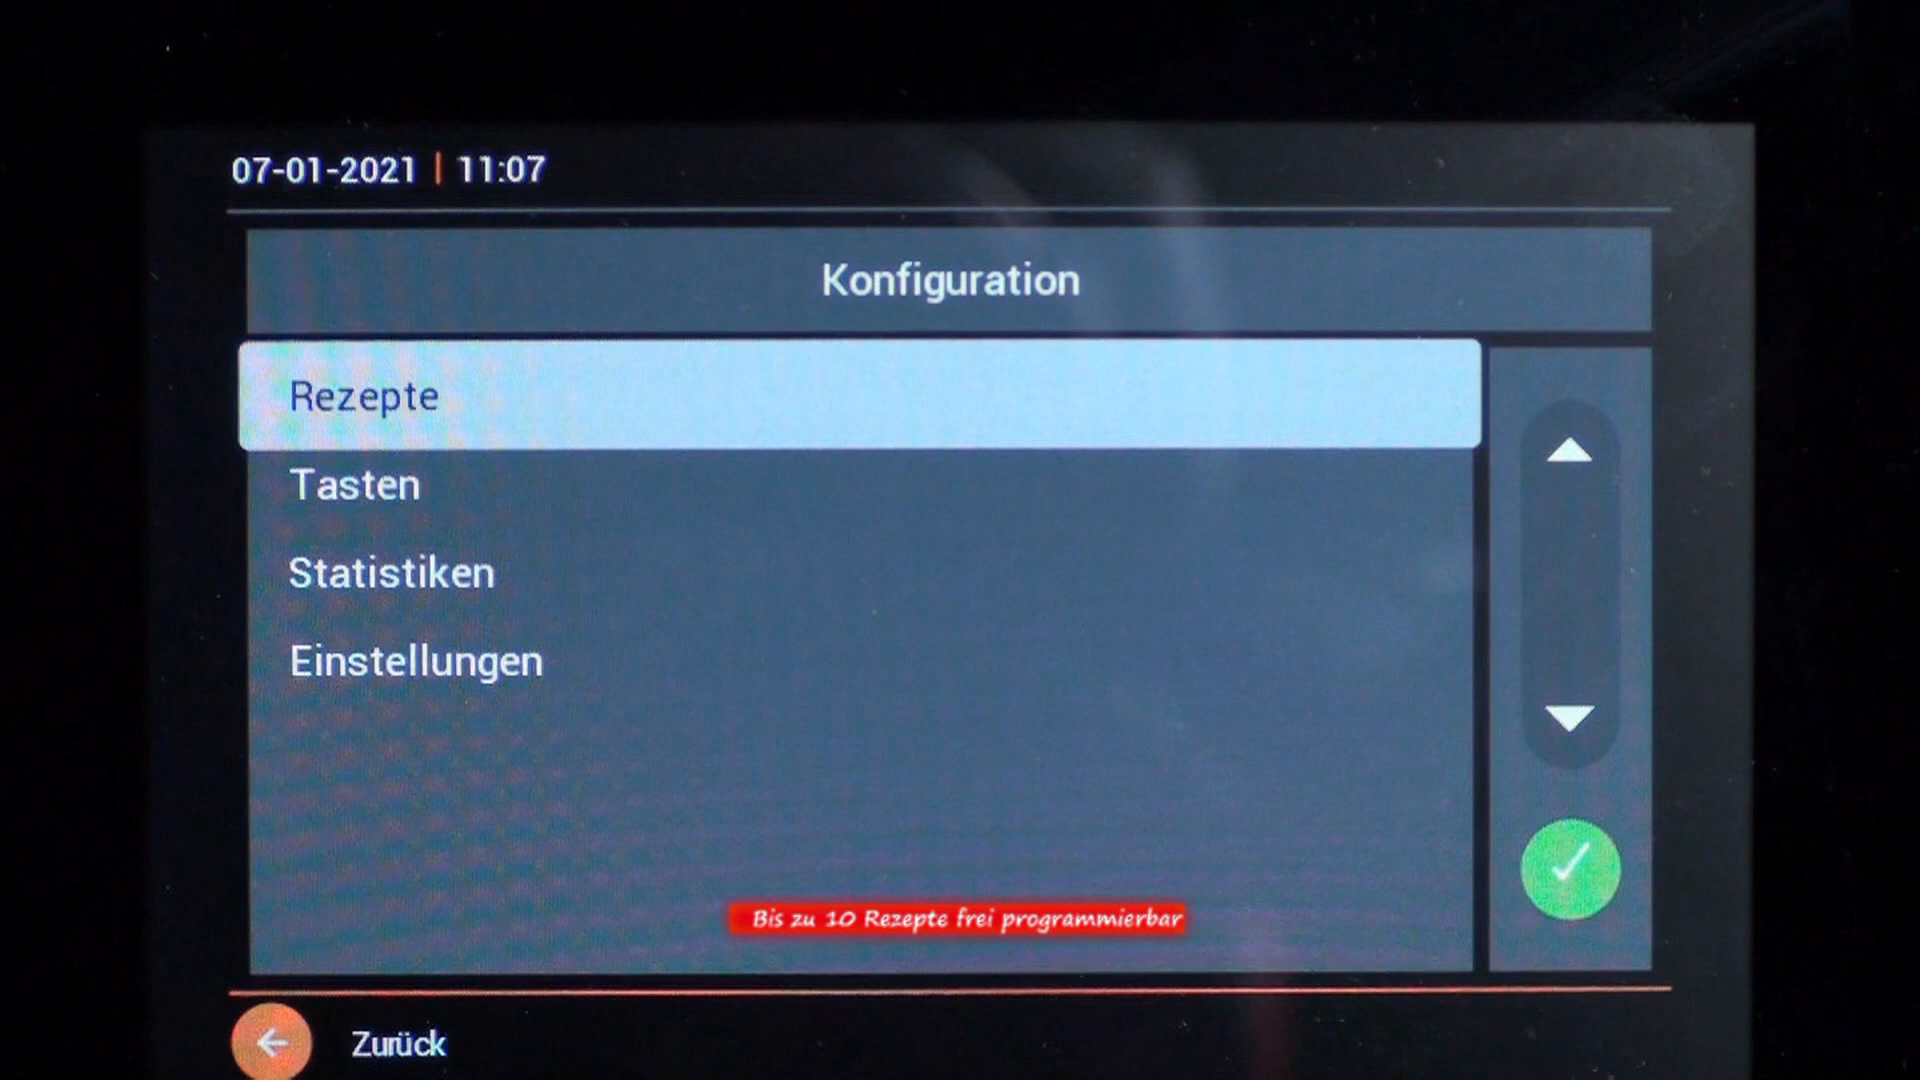 07-01-2021 | 11:07
Konfiguration
Rezepte
Tasten
Statistiken
Einstellungen
Bis zu 10 Rezepte frei programmierbar
Zurück